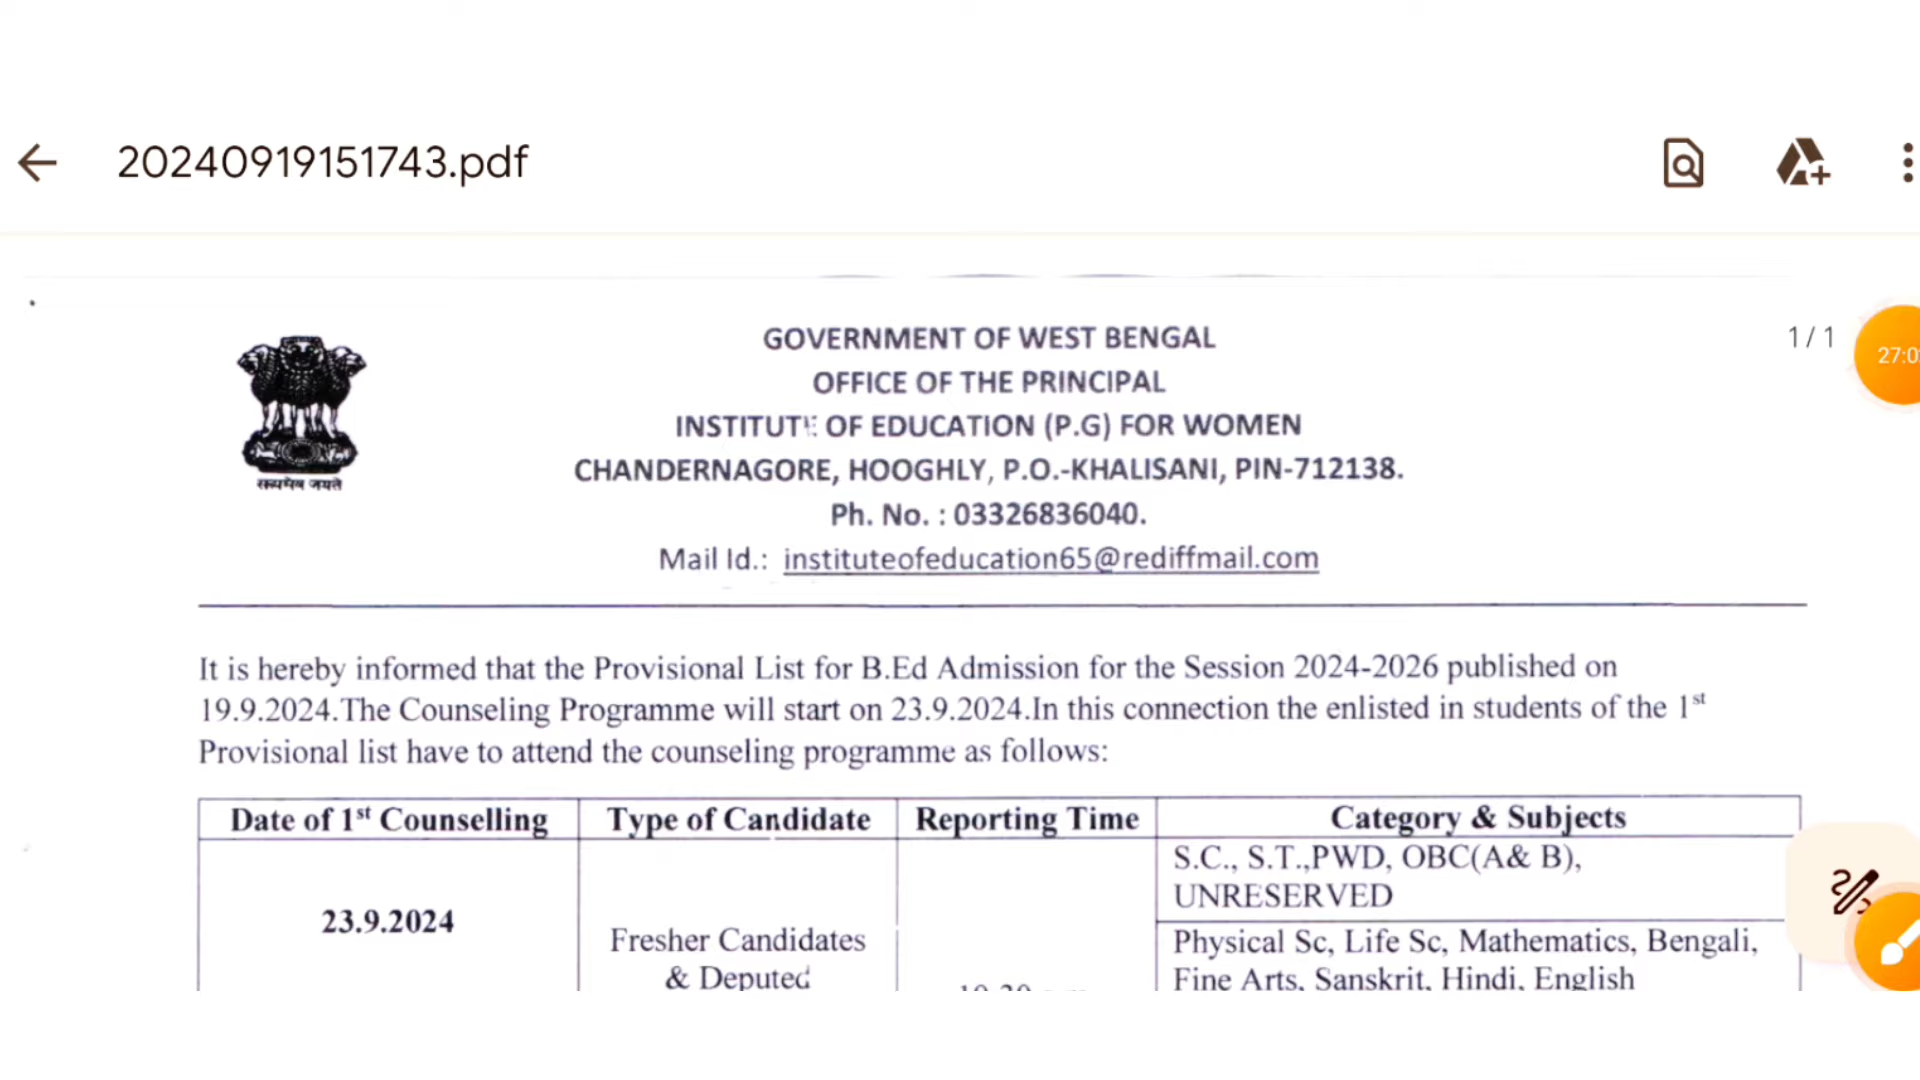 20240919151743.pdf
GOVERNMENT OF WEST BENGAL
1 / 1
OFFICE OF THE PRINCIPAL
27:0
INSTITUTE OF EDUCATION (P.G) FOR WOMEN
CHANDERNAGORE, HOOGHLY, P.O.-KHALISANI, PIN-712138.
सत्यमेव जयते
Ph. No. : 03326836040.
Mail Id.: instituteofeducation65@rediffmail.com
It is hereby informed that the Provisional List for B.Ed Admission for the Session 2024-2026 published on
19.9.2024.The Counseling Programme will start on 23.9.2024.In this connection the enlisted in students of the 1st
Provisional list have to attend the counseling programme as follows:
Date of 1st Counselling Type of Candidate Reporting Time Category & Subjects
S.C., S.T.,PWD, OBC(A& B),
UNRESERVED
23.9.2024
Fresher Candidates
& Deputed
Physical Sc, Life Sc, Mathematics, Bengali,
Fine Arts, Sanskrit, Hindi, English